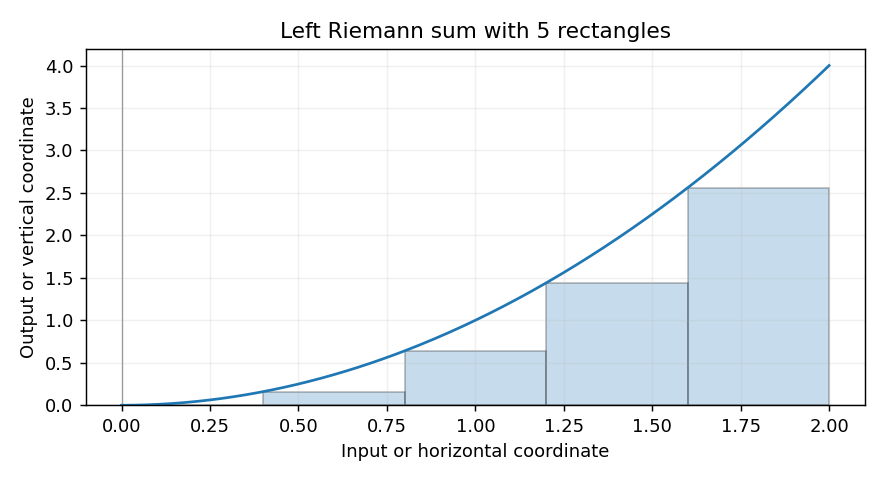 Left Riemann sum with 5 rectangles
Output or vertical coordinate
4.0
3.5
3.0
2.5
2.0
1.5
1.0
0.5
0.0
0.00 0.25 0.50 0.75 1.00 1.25 1.50 1.75 2.00
Input or horizontal coordinate